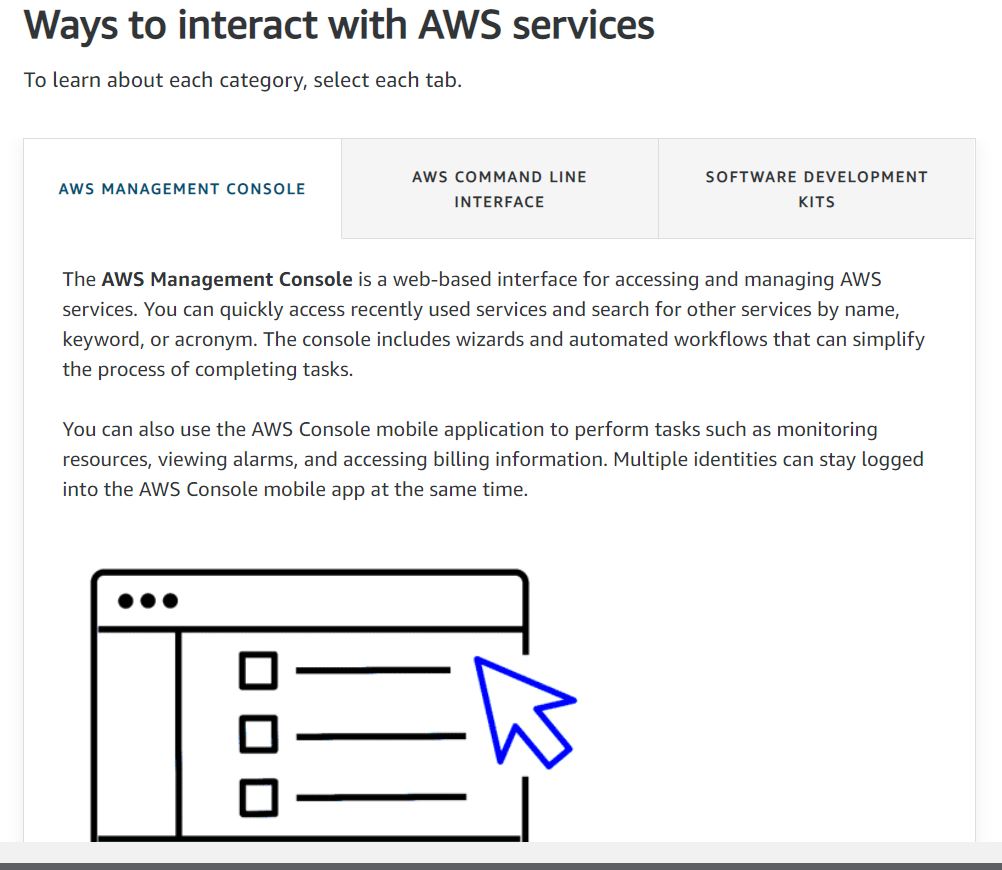 Ways to interact with AWS services
To learn about each category, select each tab.
AWS MANAGEMENT CONSOLE
AWS COMMAND LINE
INTERFACE
SOFTWARE DEVELOPMENT
KITS
The AWS Management Console is a web-based interface for accessing and managing AWS
services. You can quickly access recently used services and search for other services by name,
keyword, or acronym. The console includes wizards and automated workflows that can simplify
the process of completing tasks.
You can also use the AWS Console mobile application to perform tasks such as monitoring
resources, viewing alarms, and accessing billing information. Multiple identities can stay logged
into the AWS Console mobile app at the same time.